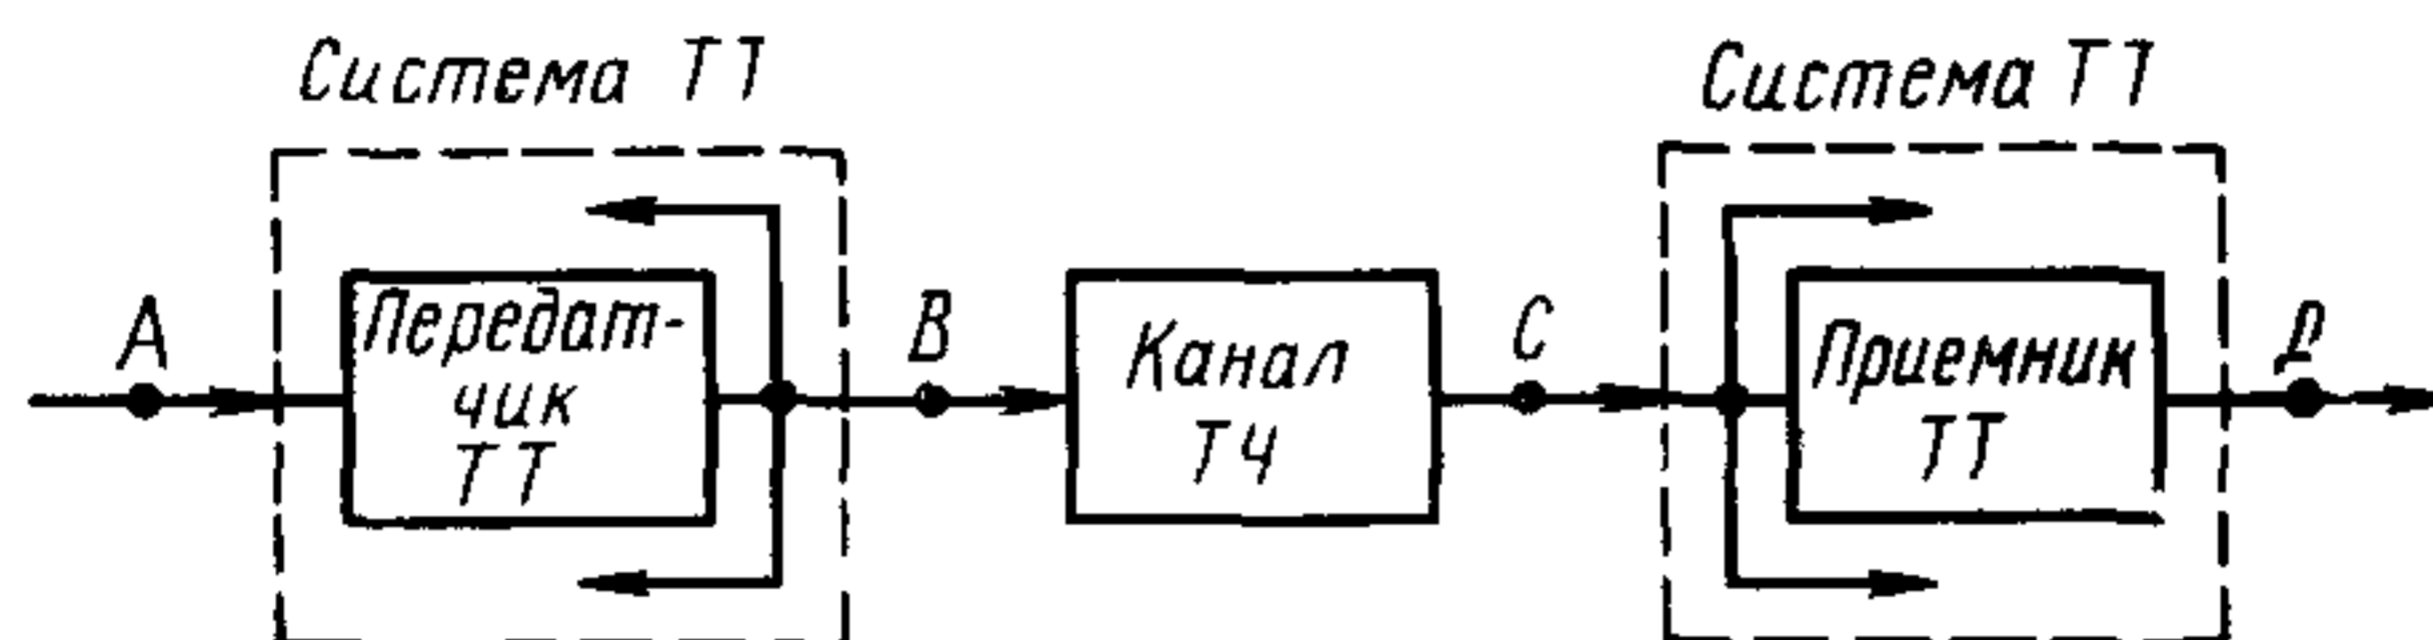 Система ТТ
Система ТТ
A
Передат-
чик
ТТ
B
Канал
ТЧ
C
Приемник
ТТ
D